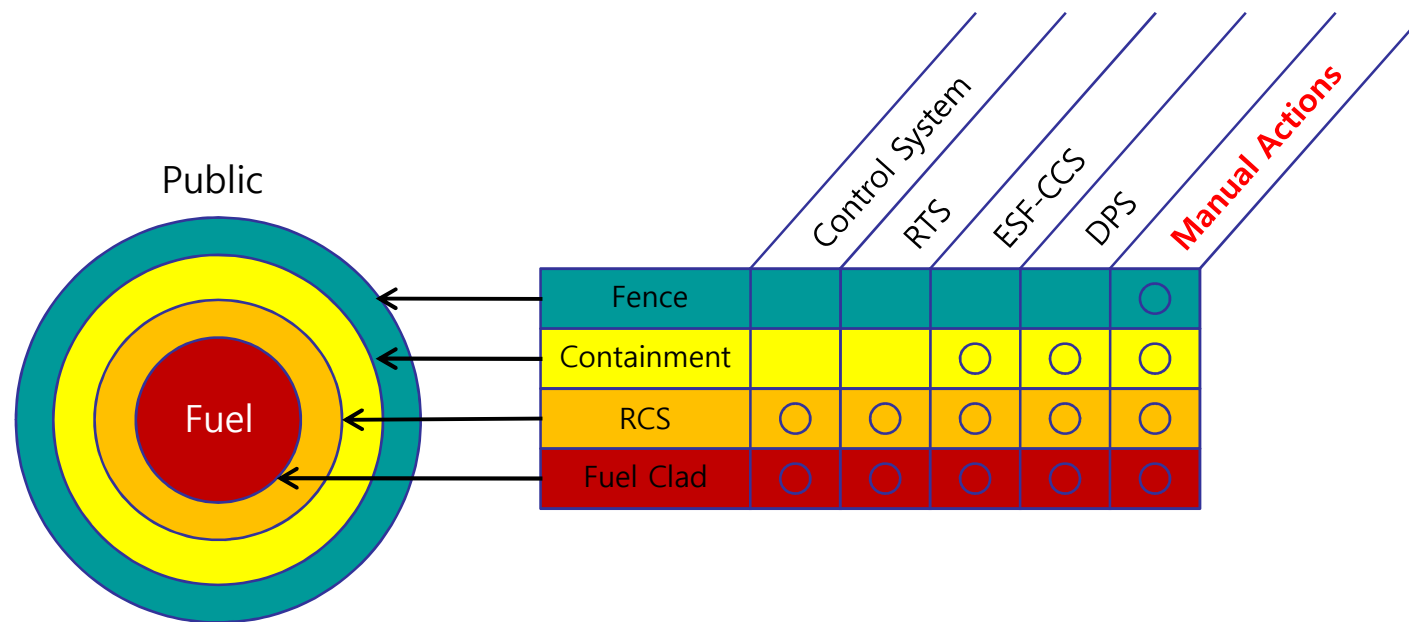 Public
Fuel
Control System
RTS
ESF-CCS
DPS
Manual Actions
Fence
Containment
RCS
Fuel Clad